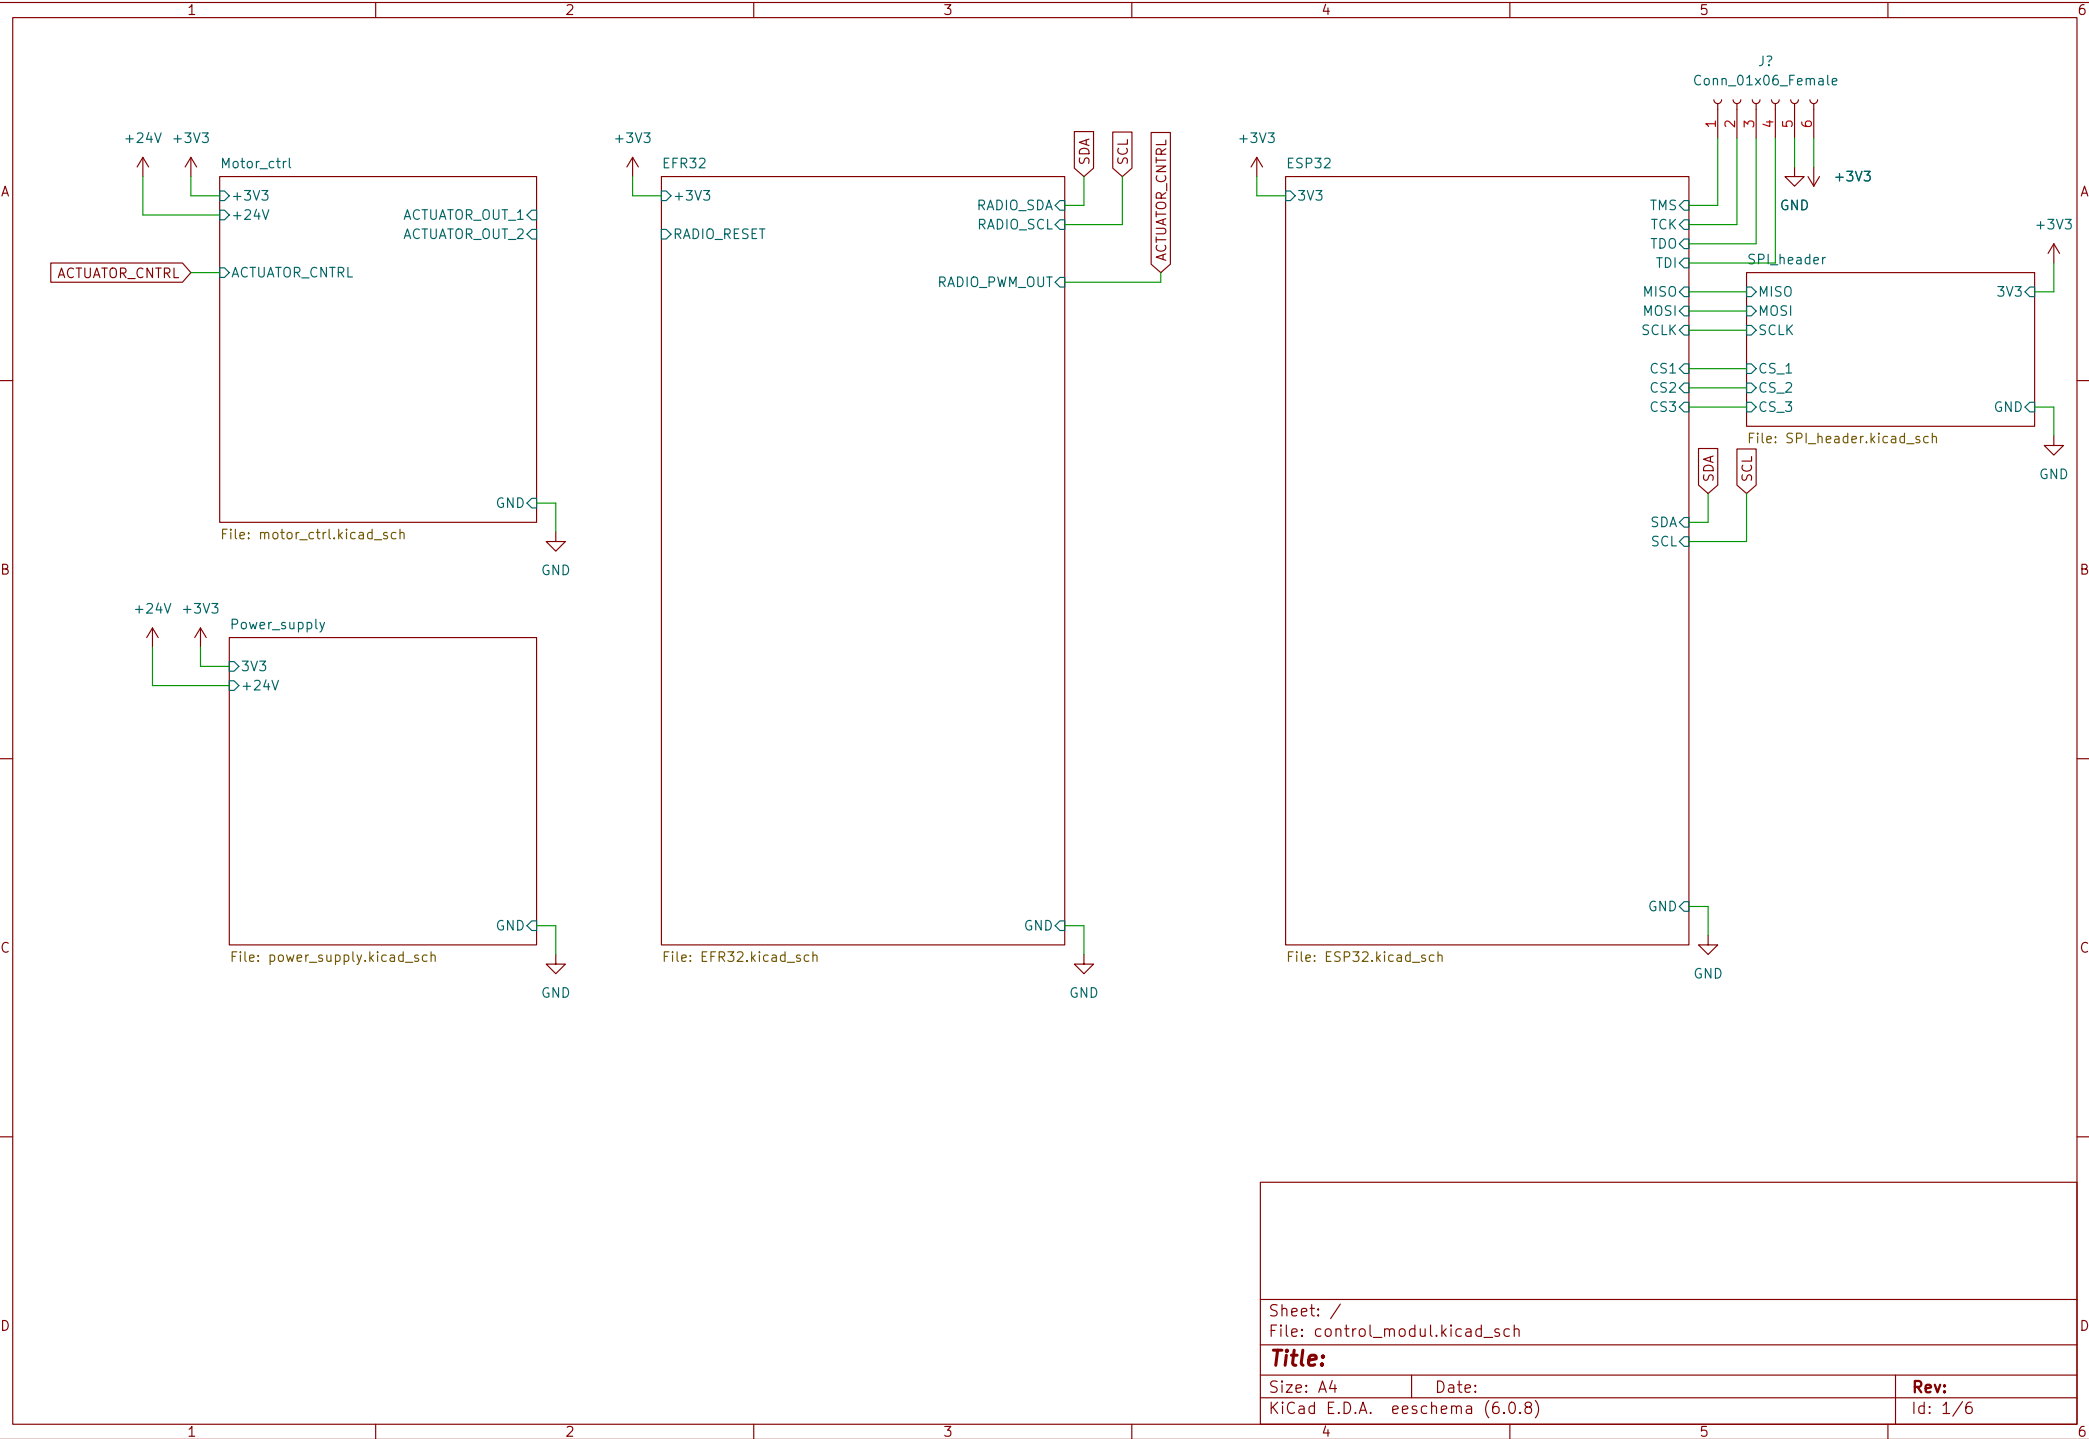 1 2 3 4 5 6
J?
Conn_01x06_Female
1 2 3 4 5 6
+3V3
GND
A A
+24V +3V3
Motor_ctrl
+3V3
+24V
ACTUATOR_OUT_1
ACTUATOR_OUT_2
ACTUATOR_CNTRL
ACTUATOR_CNTRL
GND
File: motor_ctrl.kicad_sch
GND
+3V3
EFR32
+3V3
RADIO_RESET
RADIO_SDA
RADIO_SCL
RADIO_PWM_OUT
SDA
SCL
ACTUATOR_CNTRL
GND
File: EFR32.kicad_sch
GND
+3V3
ESP32
3V3
TMS
TCK
TDO
TDI
MISO
MOSI
SCLK
CS1
CS2
CS3
SDA
SCL
SDA
SCL
GND
File: ESP32.kicad_sch
GND
SPI_header
MISO
MOSI
SCLK
CS_1
CS_2
CS_3
3V3
GND
+3V3
File: SPI_header.kicad_sch
GND
B B
+24V +3V3
Power_supply
3V3
+24V
GND
File: power_supply.kicad_sch
GND
C C
D D
Sheet: /
File: control_modul.kicad_sch
Title:
Size: A4 Date: Rev:
KiCad E.D.A. eeschema (6.0.8) Id: 1/6
1 2 3 4 5 6